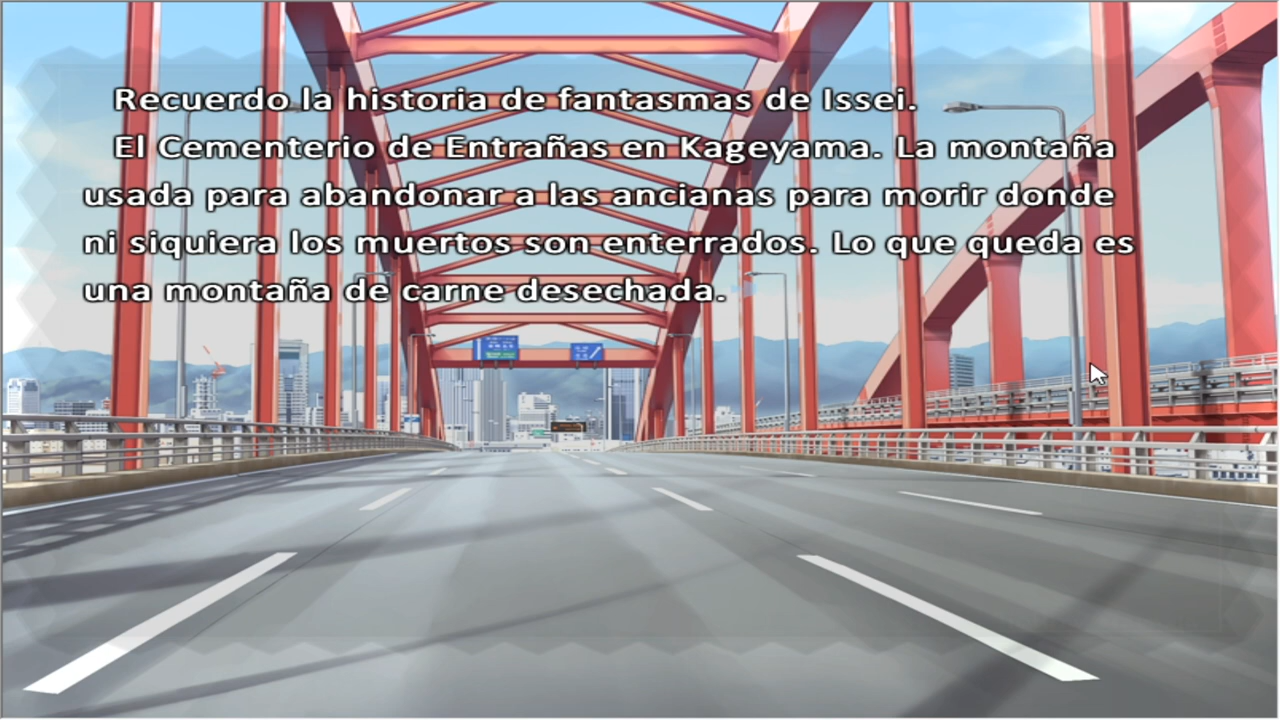 Recuerdo la historia de fantasmas de Issei.
El Cementerio de Entrañas en Kageyama. La montaña
usada para abandonar a las ancianas para morir donde
ni siquiera los muertos son enterrados. Lo que queda es
una montaña de carne desechada.